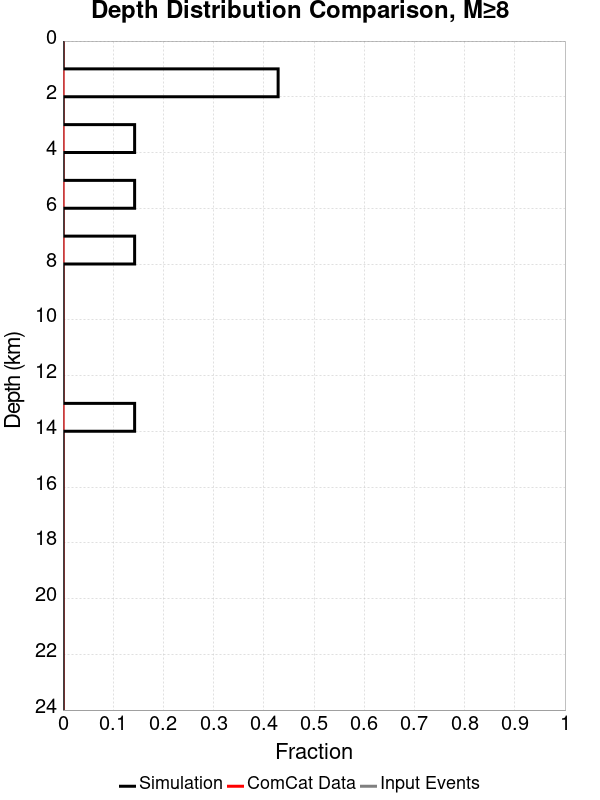 Depth Distribution Comparison, M≥8
0
2
4
6
8
10
12
14
16
18
20
22
24
Depth (km)
0 0.1 0.2 0.3 0.4 0.5 0.6 0.7 0.8 0.9 1
Fraction
Simulation ComCat Data Input Events